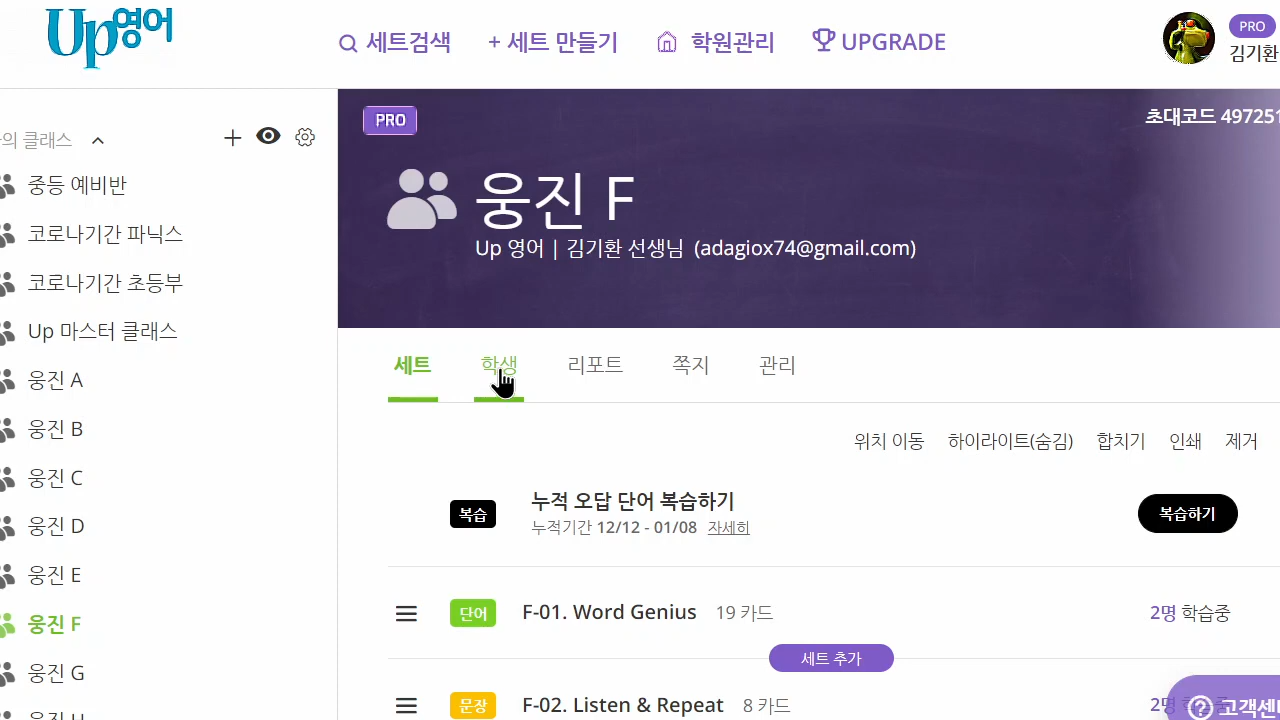 Up영어
세트검색
+ 세트 만들기
학원관리
UPGRADE
PRO
김기환
의 클래스
중등 예비반
코로나기간 파닉스
코로나기간 초등부
Up 마스터 클래스
웅진 A
웅진 B
웅진 C
웅진 D
웅진 E
웅진 F
웅진 G
PRO
초대코드 497251
웅진 F
Up 영어 | 김기환 선생님 (adagiox74@gmail.com)
세트
학생
리포트
쪽지
관리
위치 이동
하이라이트(숨김)
합치기
인쇄
제거
복습
누적 오답 단어 복습하기
누적기간 12/12 - 01/08 자세히
복습하기
단어
F-01. Word Genius 19 카드
2명 학습중
세트 추가
문장
F-02. Listen & Repeat 8 카드
2명
고객센